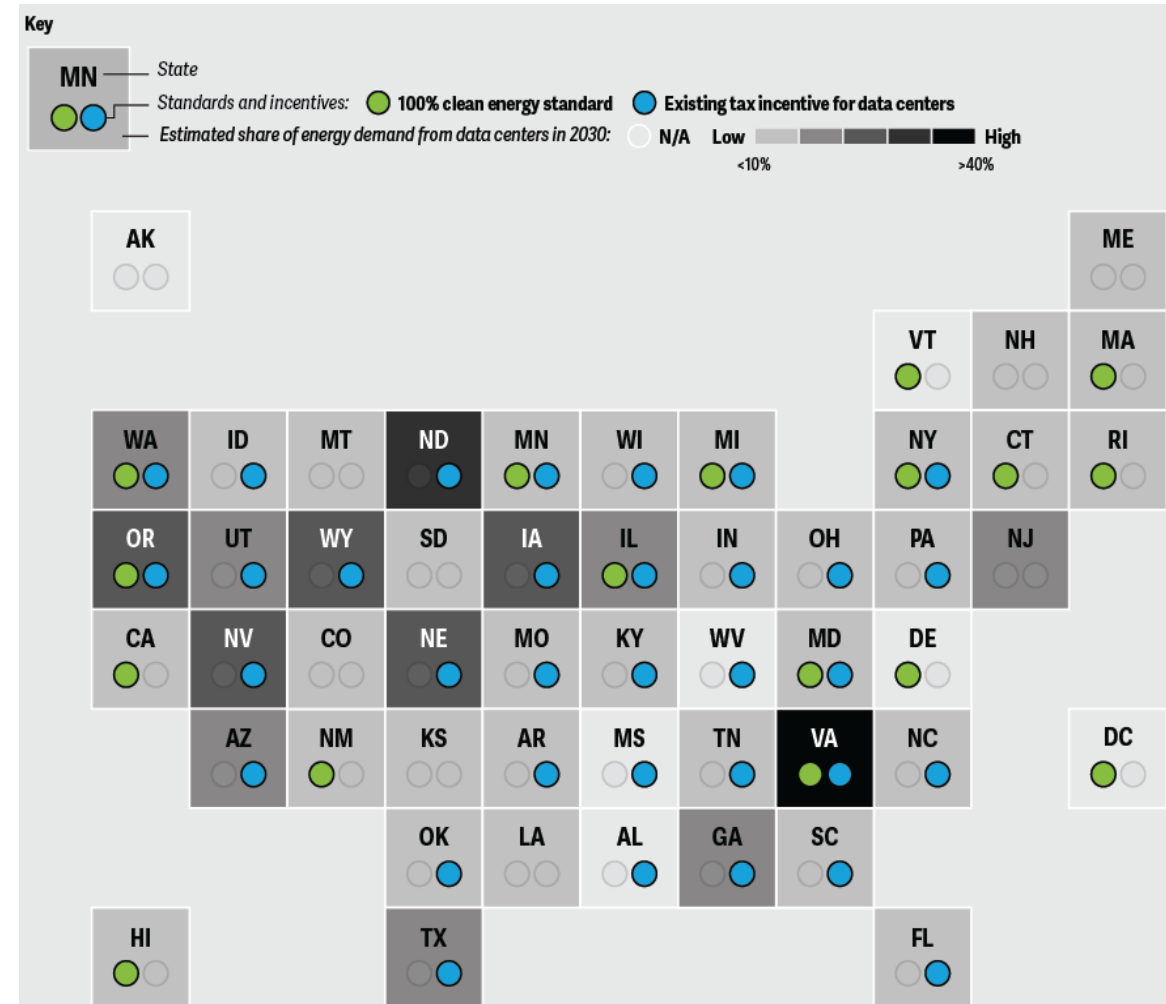 Key
MN
State
Standards and incentives: 100% clean energy standard Existing tax incentive for data centers
Estimated share of energy demand from data centers in 2030: N/A Low High
<10% >40%
AK ME
VT NH MA
WA ID MT ND MN WI MI NY CT RI
OR UT WY SD IA IL IN OH PA NJ
CA NV CO NE MO KY WV MD DE
AZ NM KS AR MS TN VA NC DC
OK LA AL GA SC
HI TX FL